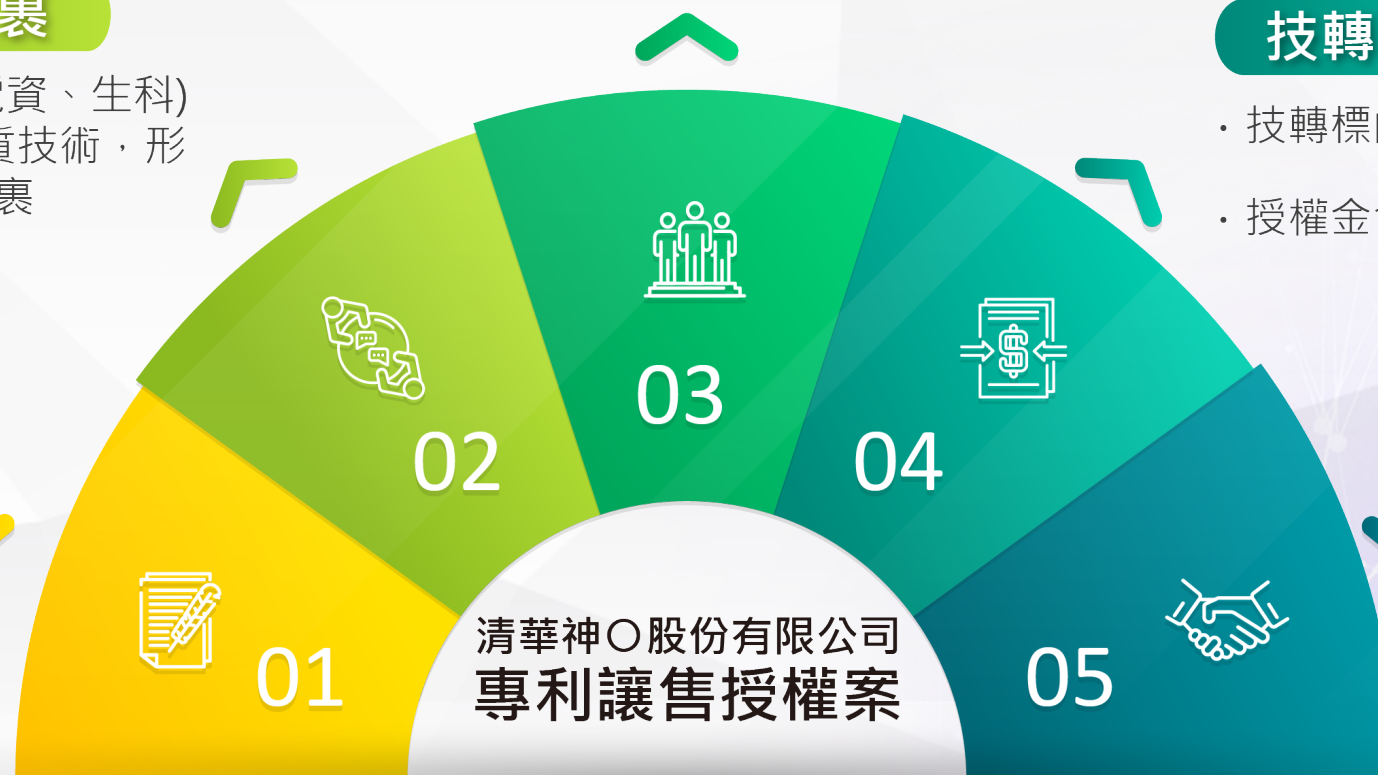 裹
資、生科)
質技術，形
裹
技轉
・技轉標
・授權金
01
02
03
04
05
清華神〇股份有限公司
專利讓售授權案